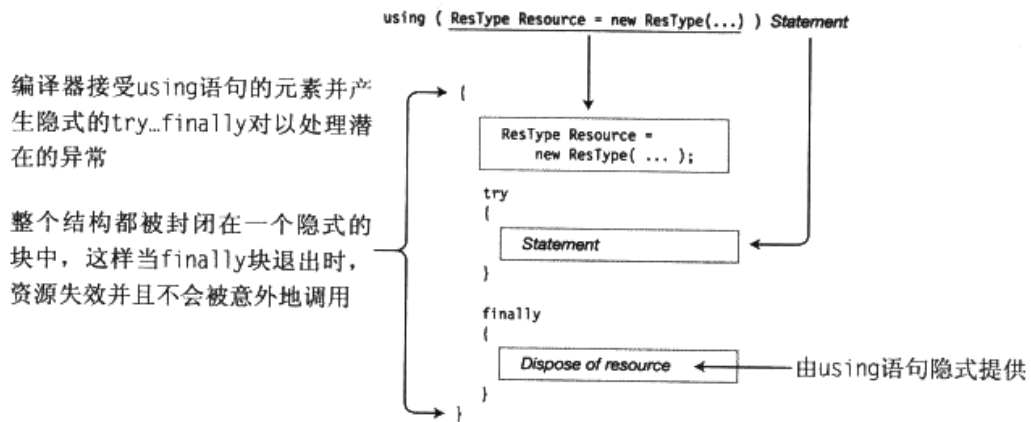 using ( ResType Resource = new ResType(...) ) Statement
编译器接受using语句的元素并产
生隐式的try…finally对以处理潜
在的异常
整个结构都被封闭在一个隐式的
块中，这样当finally块退出时，
资源失效并且不会被意外地调用
{
ResType Resource =
new ResType( ... );
try
{
Statement
}
finally
{
Dispose of resource
由using语句隐式提供
}
}